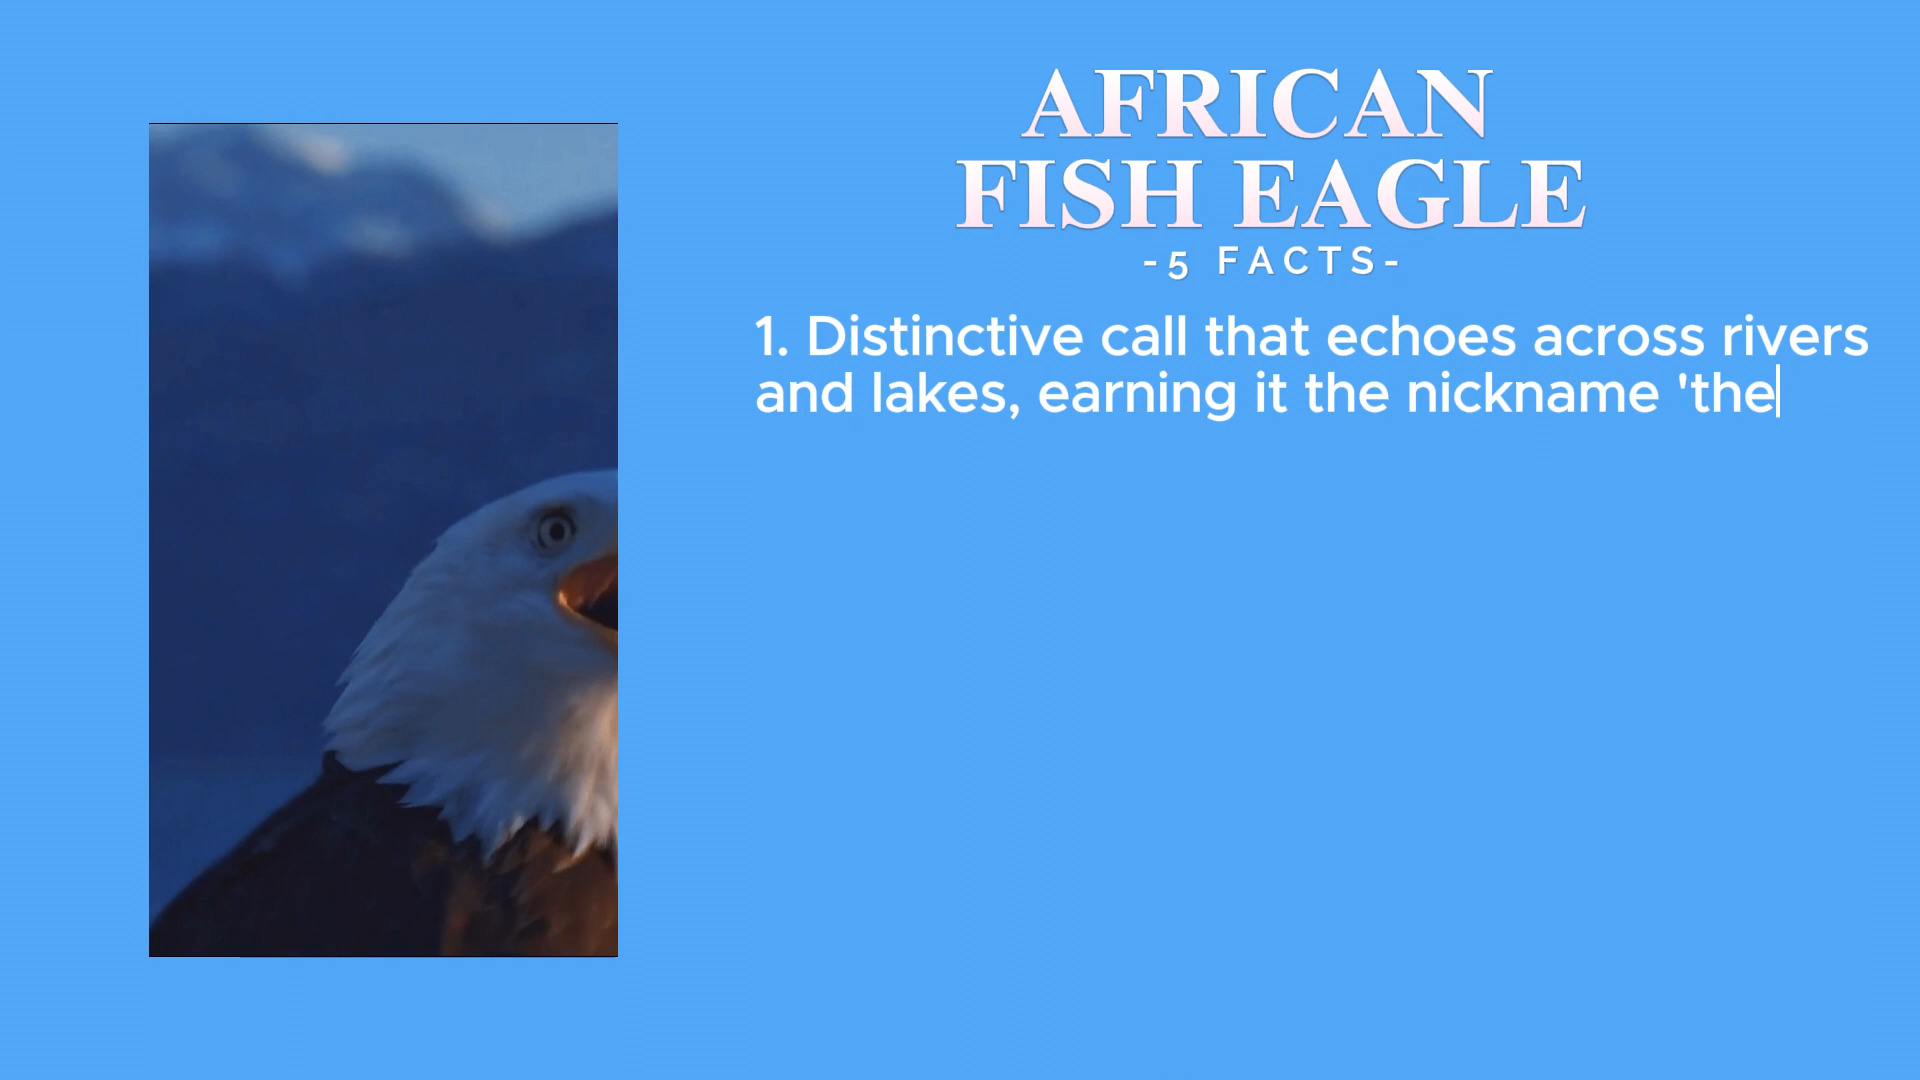 AFRICAN
FISH EAGLE
-5 FACTS-
1. Distinctive call that echoes across rivers
and lakes, earning it the nickname 'the